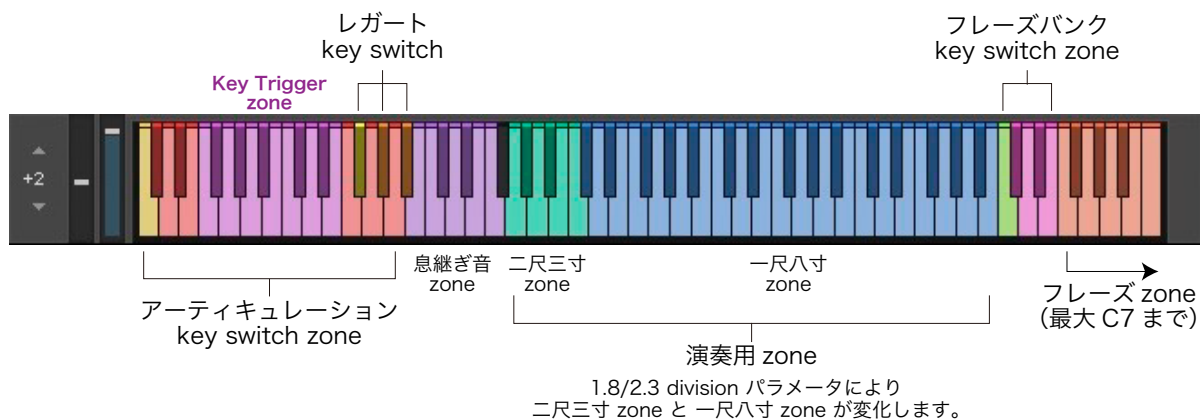 レガート
key switch
フレーズバンク
key switch zone
Key Trigger
zone
+2
息継ぎ音
zone
二尺三寸
zone
一尺八寸
zone
アーティキュレーション
key switch zone
フレーズ zone
（最大 C7 まで）
演奏用 zone
1.8/2.3 division パラメータにより
二尺三寸 zone と 一尺八寸 zone が変化します。